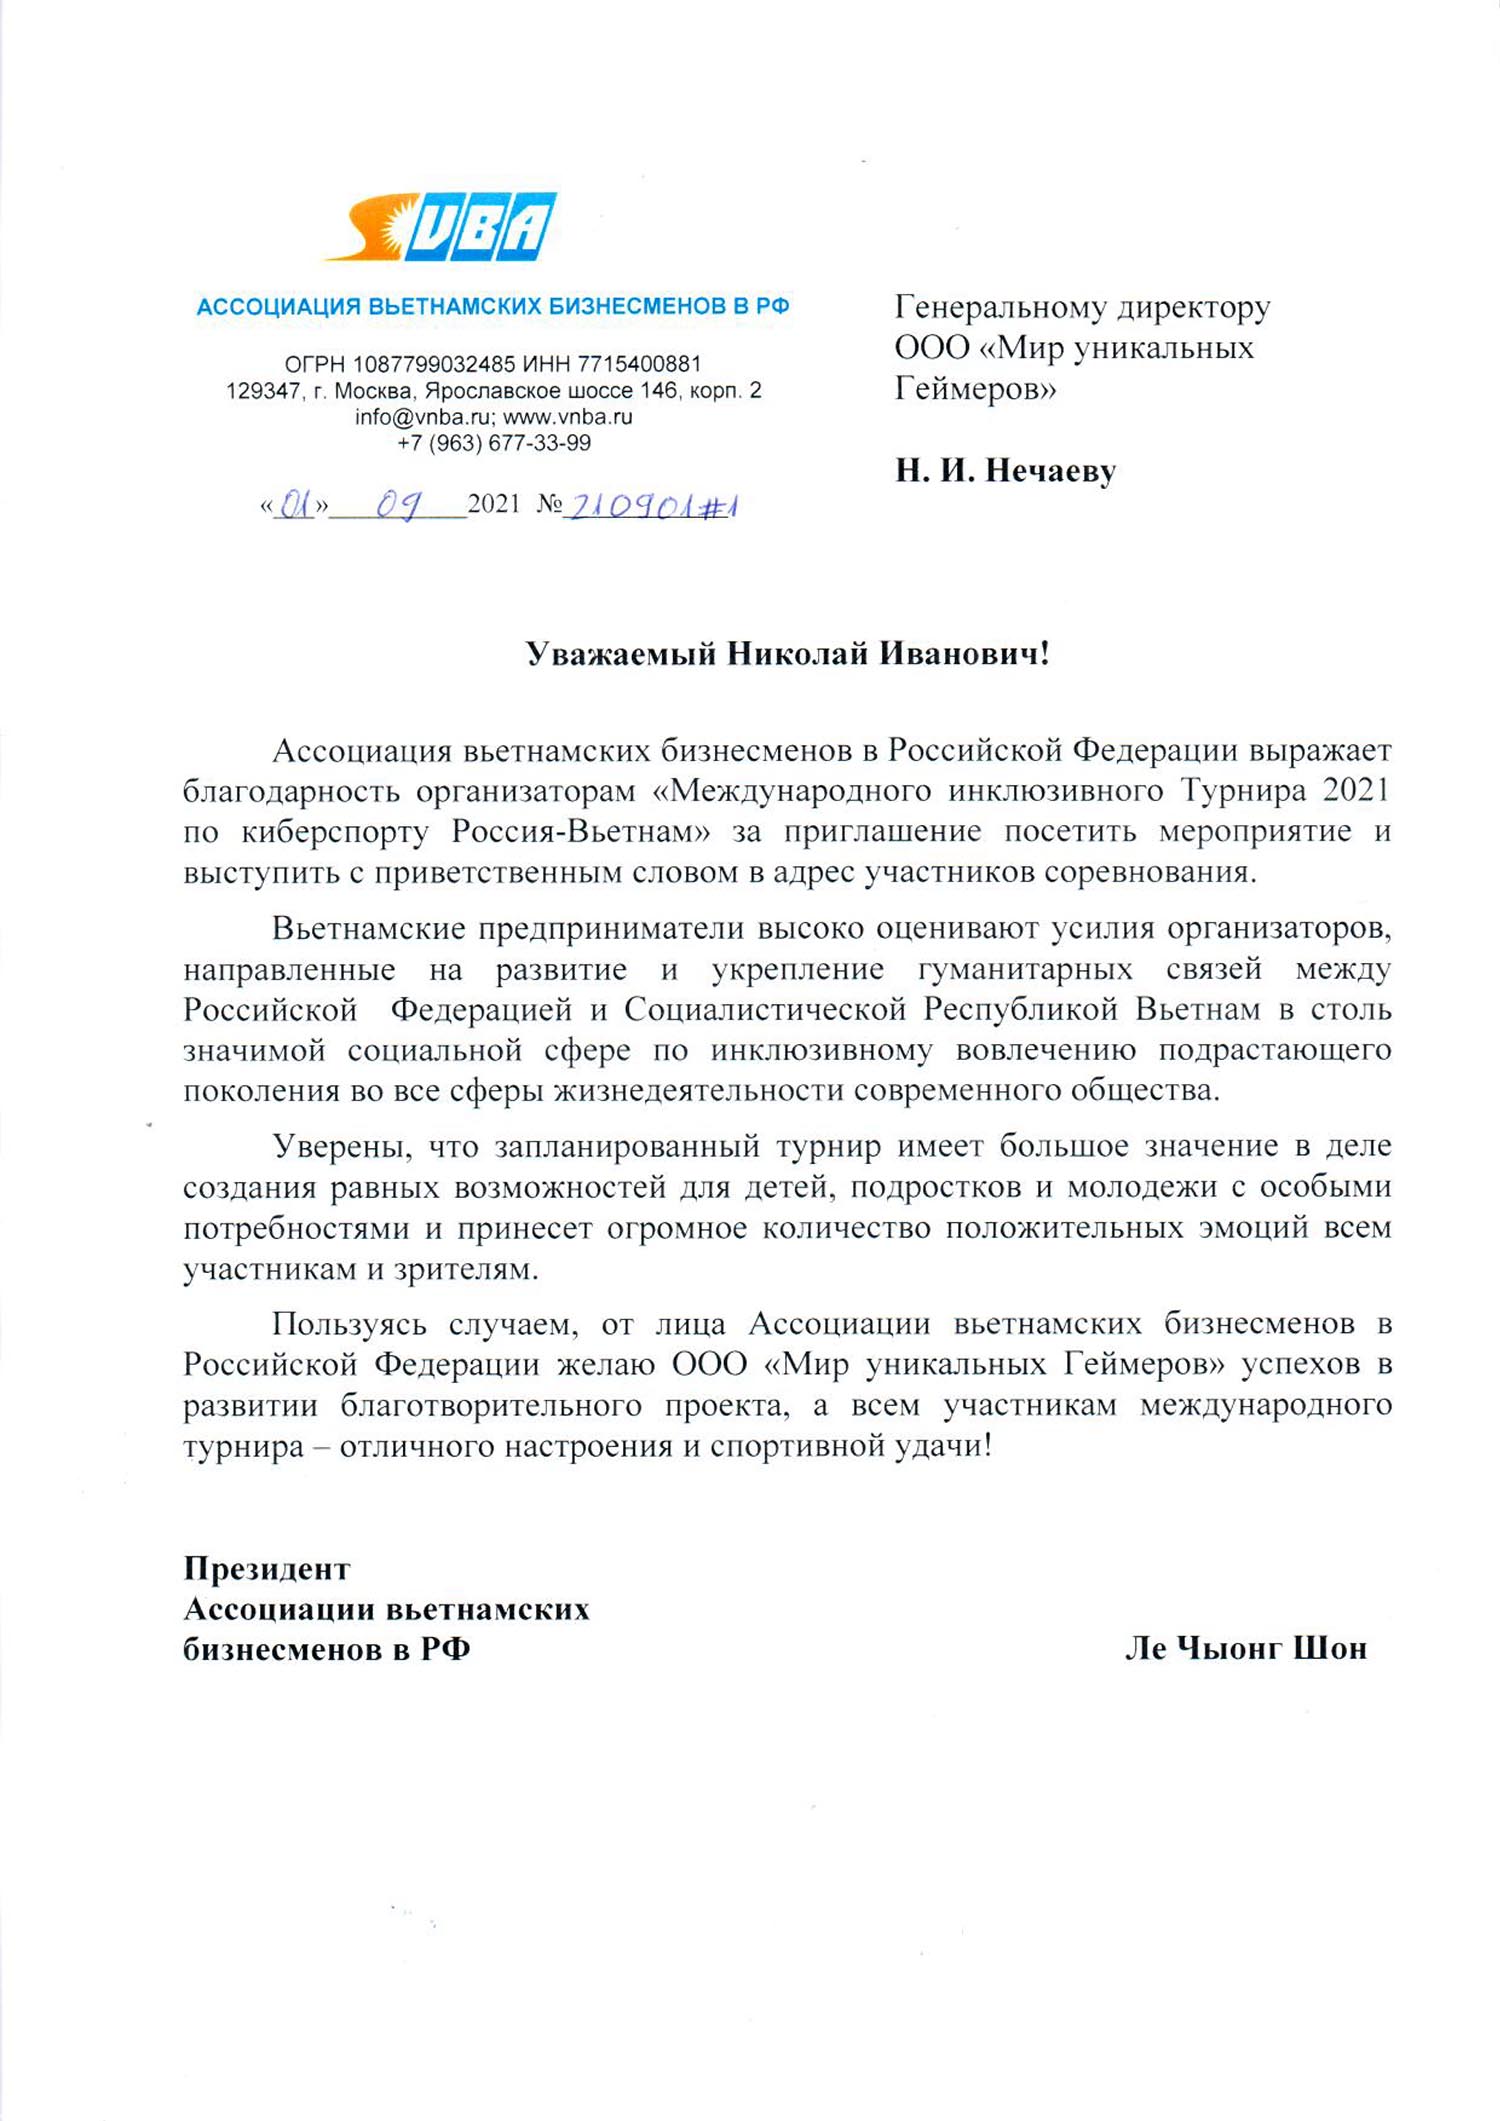 VBA
АССОЦИАЦИЯ ВЬЕТНАМСКИХ БИЗНЕСМЕНОВ В РФ
ОГРН 1087799032485 ИНН 7715400881
129347, г. Москва, Ярославское шоссе 146, корп. 2
info@vnba.ru; www.vnba.ru
+7 (963) 677-33-99
«01» 09 2021 № 210901#1
Генеральному директору
ООО «Мир уникальных
Геймеров»
Н. И. Нечаеву
Уважаемый Николай Иванович!
Ассоциация вьетнамских бизнесменов в Российской Федерации выражает
благодарность организаторам «Международного инклюзивного Турнира 2021
по киберспорту Россия-Вьетнам» за приглашение посетить мероприятие и
выступить с приветственным словом в адрес участников соревнования.
Вьетнамские предприниматели высоко оценивают усилия организаторов,
направленные на развитие и укрепление гуманитарных связей между
Российской Федерацией и Социалистической Республикой Вьетнам в столь
значимой социальной сфере по инклюзивному вовлечению подрастающего
поколения во все сферы жизнедеятельности современного общества.
Уверены, что запланированный турнир имеет большое значение в деле
создания равных возможностей для детей, подростков и молодежи с особыми
потребностями и принесет огромное количество положительных эмоций всем
участникам и зрителям.
Пользуясь случаем, от лица Ассоциации вьетнамских бизнесменов в
Российской Федерации желаю ООО «Мир уникальных Геймеров» успехов в
развитии благотворительного проекта, а всем участникам международного
турнира – отличного настроения и спортивной удачи!
Президент
Ассоциации вьетнамских
бизнесменов в РФ Ле Чыонг Шон